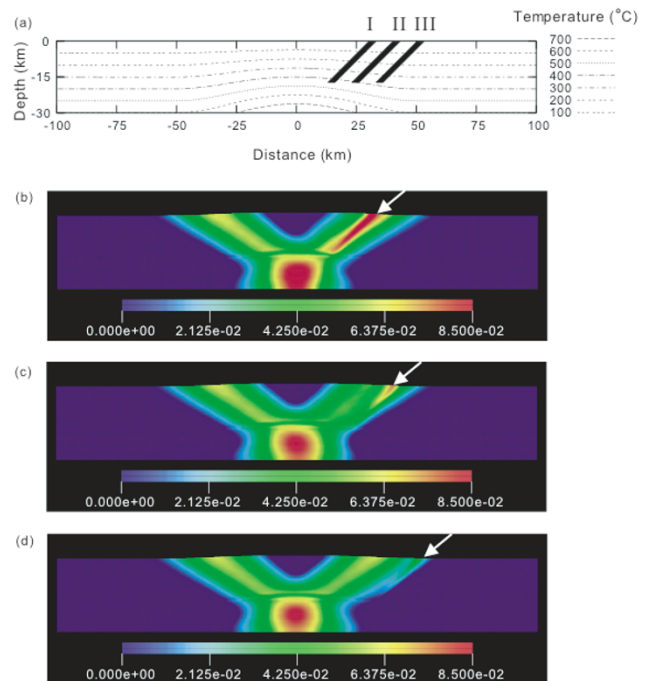 (a)
I II III
Temperature (°C)
Depth (km)
0
-15
-30
700
600
500
400
300
200
100
-100 -75 -50 -25 0 25 50 75 100
Distance (km)
(b)
0.000e+00 2.125e-02 4.250e-02 6.375e-02 8.500e-02
(c)
0.000e+00 2.125e-02 4.250e-02 6.375e-02 8.500e-02
(d)
0.000e+00 2.125e-02 4.250e-02 6.375e-02 8.500e-02